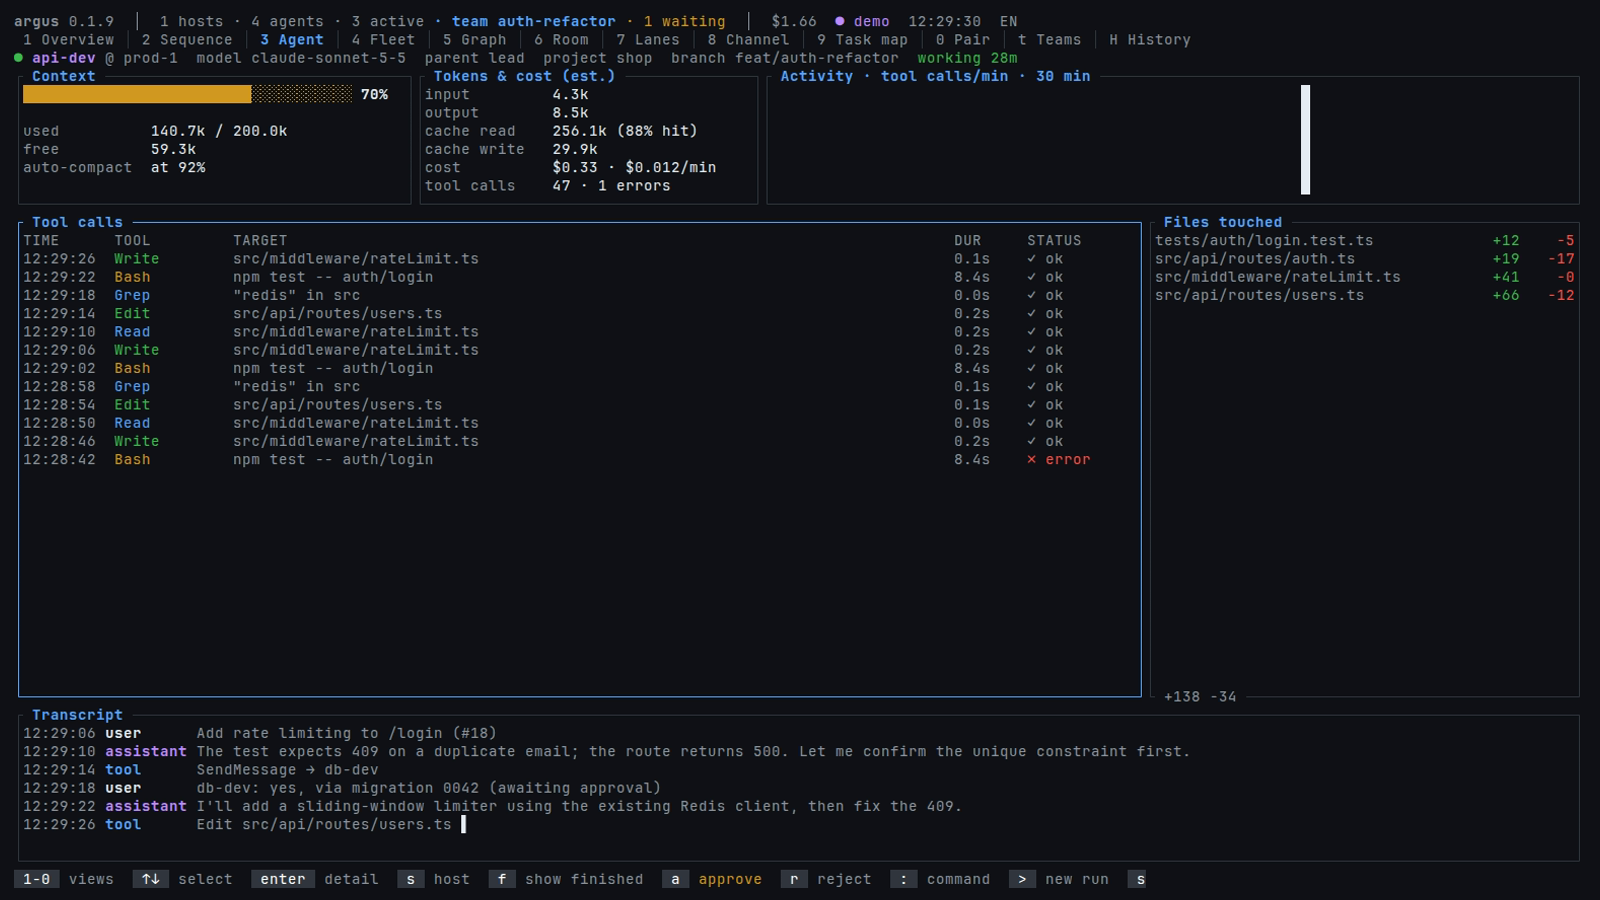 argus 0.1.9 │ 1 hosts · 4 agents · 3 active · team auth-refactor · 1 waiting │ $1.66 ● demo 12:29:30 EN
1 Overview │ 2 Sequence │ 3 Agent │ 4 Fleet │ 5 Graph │ 6 Room │ 7 Lanes │ 8 Channel │ 9 Task map │ 0 Pair │ t Teams │ H History
● api-dev @ prod-1 model claude-sonnet-5-5 parent lead project shop branch feat/auth-refactor working 28m
Context
70%
used 140.7k / 200.0k
free 59.3k
auto-compact at 92%
Tokens & cost (est.)
input 4.3k
output 8.5k
cache read 256.1k (88% hit)
cache write 29.9k
cost $0.33 · $0.012/min
tool calls 47 · 1 errors
Activity · tool calls/min · 30 min
Tool calls
TIME TOOL TARGET DUR STATUS
12:29:26 Write src/middleware/rateLimit.ts 0.1s ✓ ok
12:29:22 Bash npm test -- auth/login 8.4s ✓ ok
12:29:18 Grep "redis" in src 0.0s ✓ ok
12:29:14 Edit src/api/routes/users.ts 0.2s ✓ ok
12:29:10 Read src/middleware/rateLimit.ts 0.2s ✓ ok
12:29:06 Write src/middleware/rateLimit.ts 0.2s ✓ ok
12:29:02 Bash npm test -- auth/login 8.4s ✓ ok
12:28:58 Grep "redis" in src 0.1s ✓ ok
12:28:54 Edit src/api/routes/users.ts 0.1s ✓ ok
12:28:50 Read src/middleware/rateLimit.ts 0.0s ✓ ok
12:28:46 Write src/middleware/rateLimit.ts 0.2s ✓ ok
12:28:42 Bash npm test -- auth/login 8.4s ✕ error
Files touched
tests/auth/login.test.ts +12 -5
src/api/routes/auth.ts +19 -17
src/middleware/rateLimit.ts +41 -0
src/api/routes/users.ts +66 -12
+138 -34
Transcript
12:29:06 user Add rate limiting to /login (#18)
12:29:10 assistant The test expects 409 on a duplicate email; the route returns 500. Let me confirm the unique constraint first.
12:29:14 tool SendMessage → db-dev
12:29:18 user db-dev: yes, via migration 0042 (awaiting approval)
12:29:22 assistant I'll add a sliding-window limiter using the existing Redis client, then fix the 409.
12:29:26 tool Edit src/api/routes/users.ts
1-0 views ↑↓ select enter detail s host f show finished a approve r reject : command > new run s